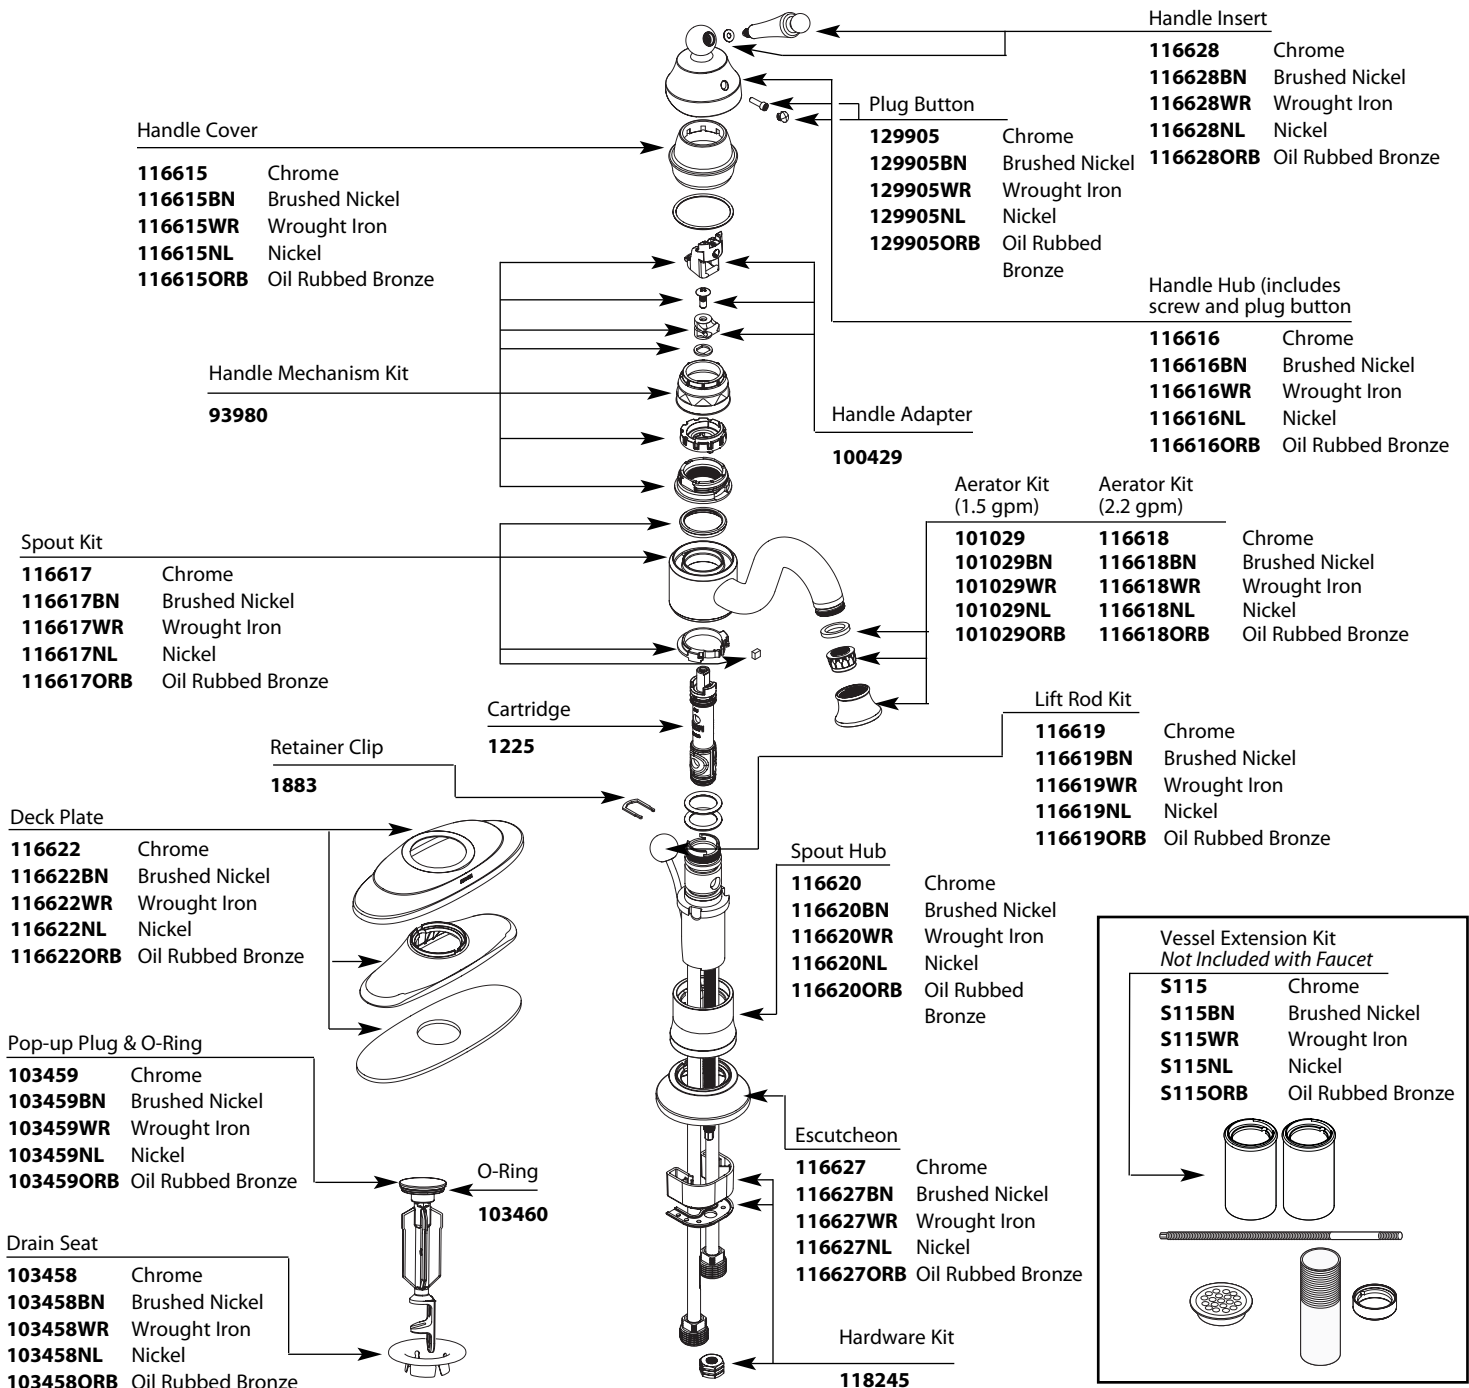 Handle Insert
116628 Chrome
116628BN Brushed Nickel
116628WR Wrought Iron
116628NL Nickel
116628ORB Oil Rubbed Bronze
Plug Button
129905 Chrome
129905BN Brushed Nickel
129905WR Wrought Iron
129905NL Nickel
129905ORB Oil Rubbed
Bronze
Handle Cover
116615 Chrome
116615BN Brushed Nickel
116615WR Wrought Iron
116615NL Nickel
116615ORB Oil Rubbed Bronze
Handle Hub (includes
screw and plug button
116616 Chrome
116616BN Brushed Nickel
116616WR Wrought Iron
116616NL Nickel
116616ORB Oil Rubbed Bronze
Handle Mechanism Kit
93980
Handle Adapter
100429
Aerator Kit Aerator Kit
(1.5 gpm) (2.2 gpm)
101029 116618 Chrome
101029BN 116618BN Brushed Nickel
101029WR 116618WR Wrought Iron
101029NL 116618NL Nickel
101029ORB 116618ORB Oil Rubbed Bronze
Spout Kit
116617 Chrome
116617BN Brushed Nickel
116617WR Wrought Iron
116617NL Nickel
116617ORB Oil Rubbed Bronze
Cartridge
1225
Retainer Clip
1883
Lift Rod Kit
116619 Chrome
116619BN Brushed Nickel
116619WR Wrought Iron
116619NL Nickel
116619ORB Oil Rubbed Bronze
Deck Plate
116622 Chrome
116622BN Brushed Nickel
116622WR Wrought Iron
116622NL Nickel
116622ORB Oil Rubbed Bronze
Spout Hub
116620 Chrome
116620BN Brushed Nickel
116620WR Wrought Iron
116620NL Nickel
116620ORB Oil Rubbed
Bronze
Vessel Extension Kit
Not Included with Faucet
S115 Chrome
S115BN Brushed Nickel
S115WR Wrought Iron
S115NL Nickel
S115ORB Oil Rubbed Bronze
Pop-up Plug & O-Ring
103459 Chrome
103459BN Brushed Nickel
103459WR Wrought Iron
103459NL Nickel
103459ORB Oil Rubbed Bronze
O-Ring
103460
Escutcheon
116627 Chrome
116627BN Brushed Nickel
116627WR Wrought Iron
116627NL Nickel
116627ORB Oil Rubbed Bronze
Drain Seat
103458 Chrome
103458BN Brushed Nickel
103458WR Wrought Iron
103458NL Nickel
103458ORB Oil Rubbed Bronze
Hardware Kit
118245